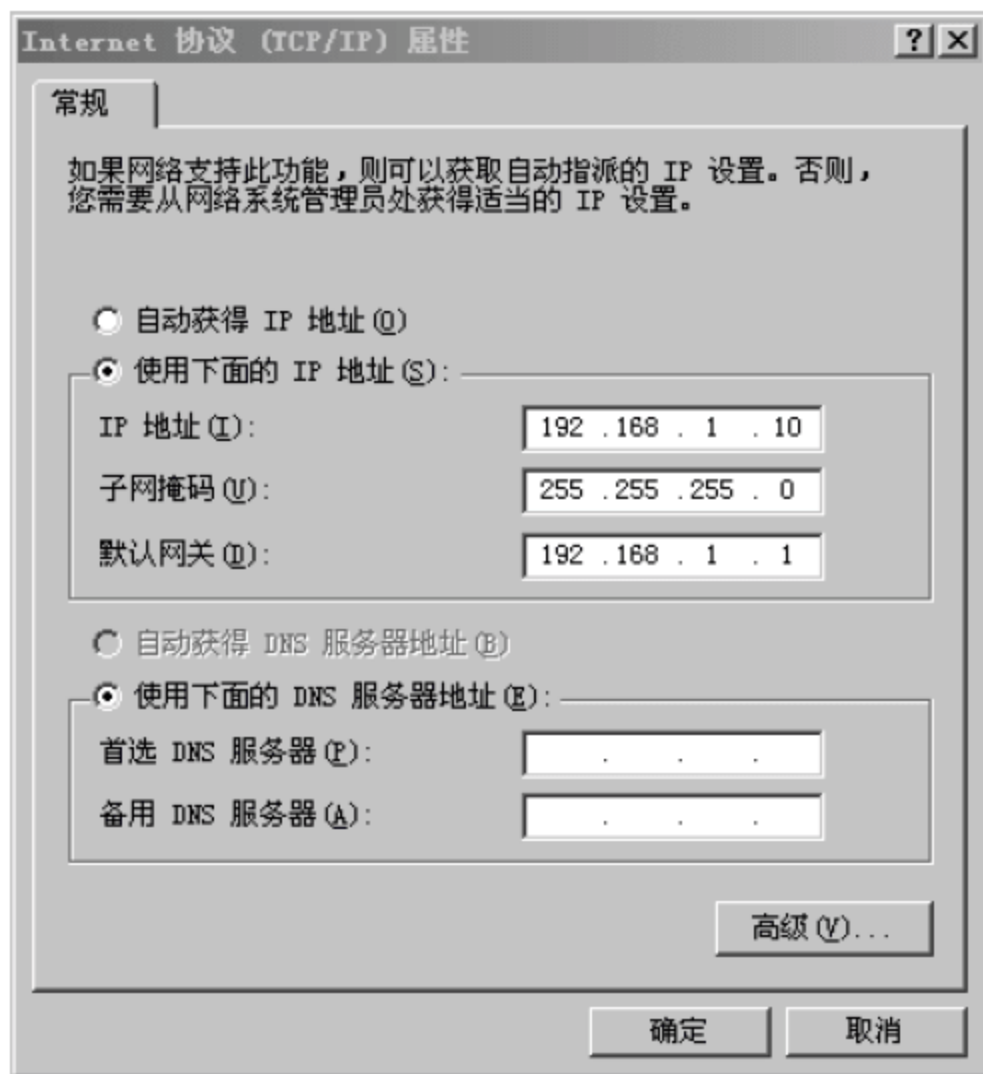 Internet 协议 (TCP/IP) 属性
常规
如果网络支持此功能，则可以获取自动指派的 IP 设置。否则，
您需要从网络系统管理员处获得适当的 IP 设置。
自动获得 IP 地址(O)
使用下面的 IP 地址(S):
IP 地址(I): 192 .168 . 1 . 10
子网掩码(U): 255 .255 .255 . 0
默认网关(D): 192 .168 . 1 . 1
自动获得 DNS 服务器地址(B)
使用下面的 DNS 服务器地址(E):
首选 DNS 服务器(P): . . .
备用 DNS 服务器(A): . . .
高级(V)...
确定 取消